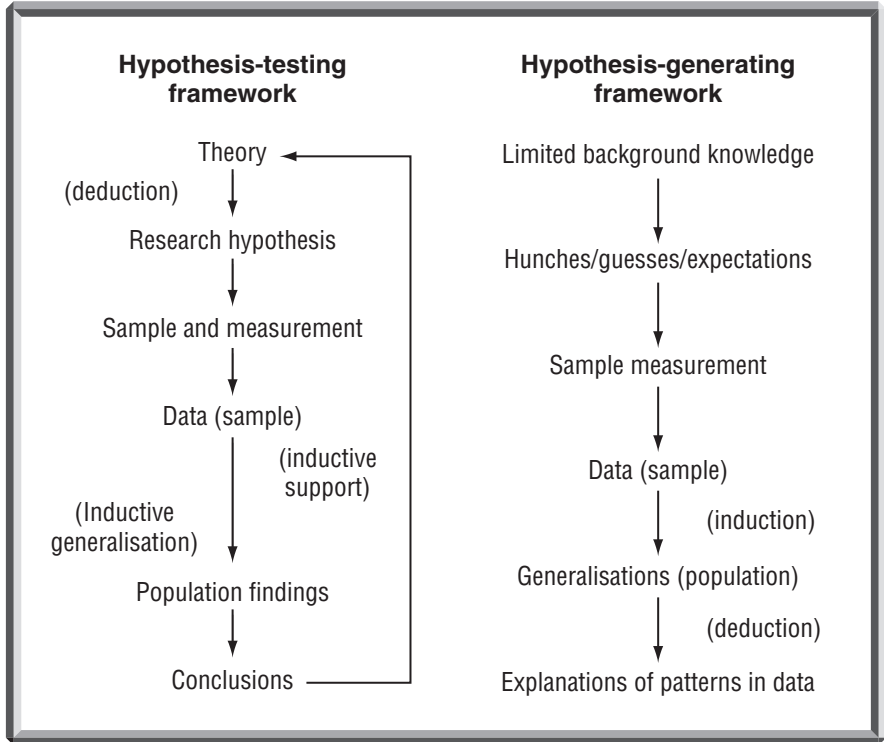 Hypothesis-testing
framework
Theory
(deduction)
Research hypothesis
Sample and measurement
Data (sample)
(inductive
support)
(Inductive
generalisation)
Population findings
Conclusions
Hypothesis-generating
framework
Limited background knowledge
Hunches/guesses/expectations
Sample measurement
Data (sample)
(induction)
Generalisations (population)
(deduction)
Explanations of patterns in data